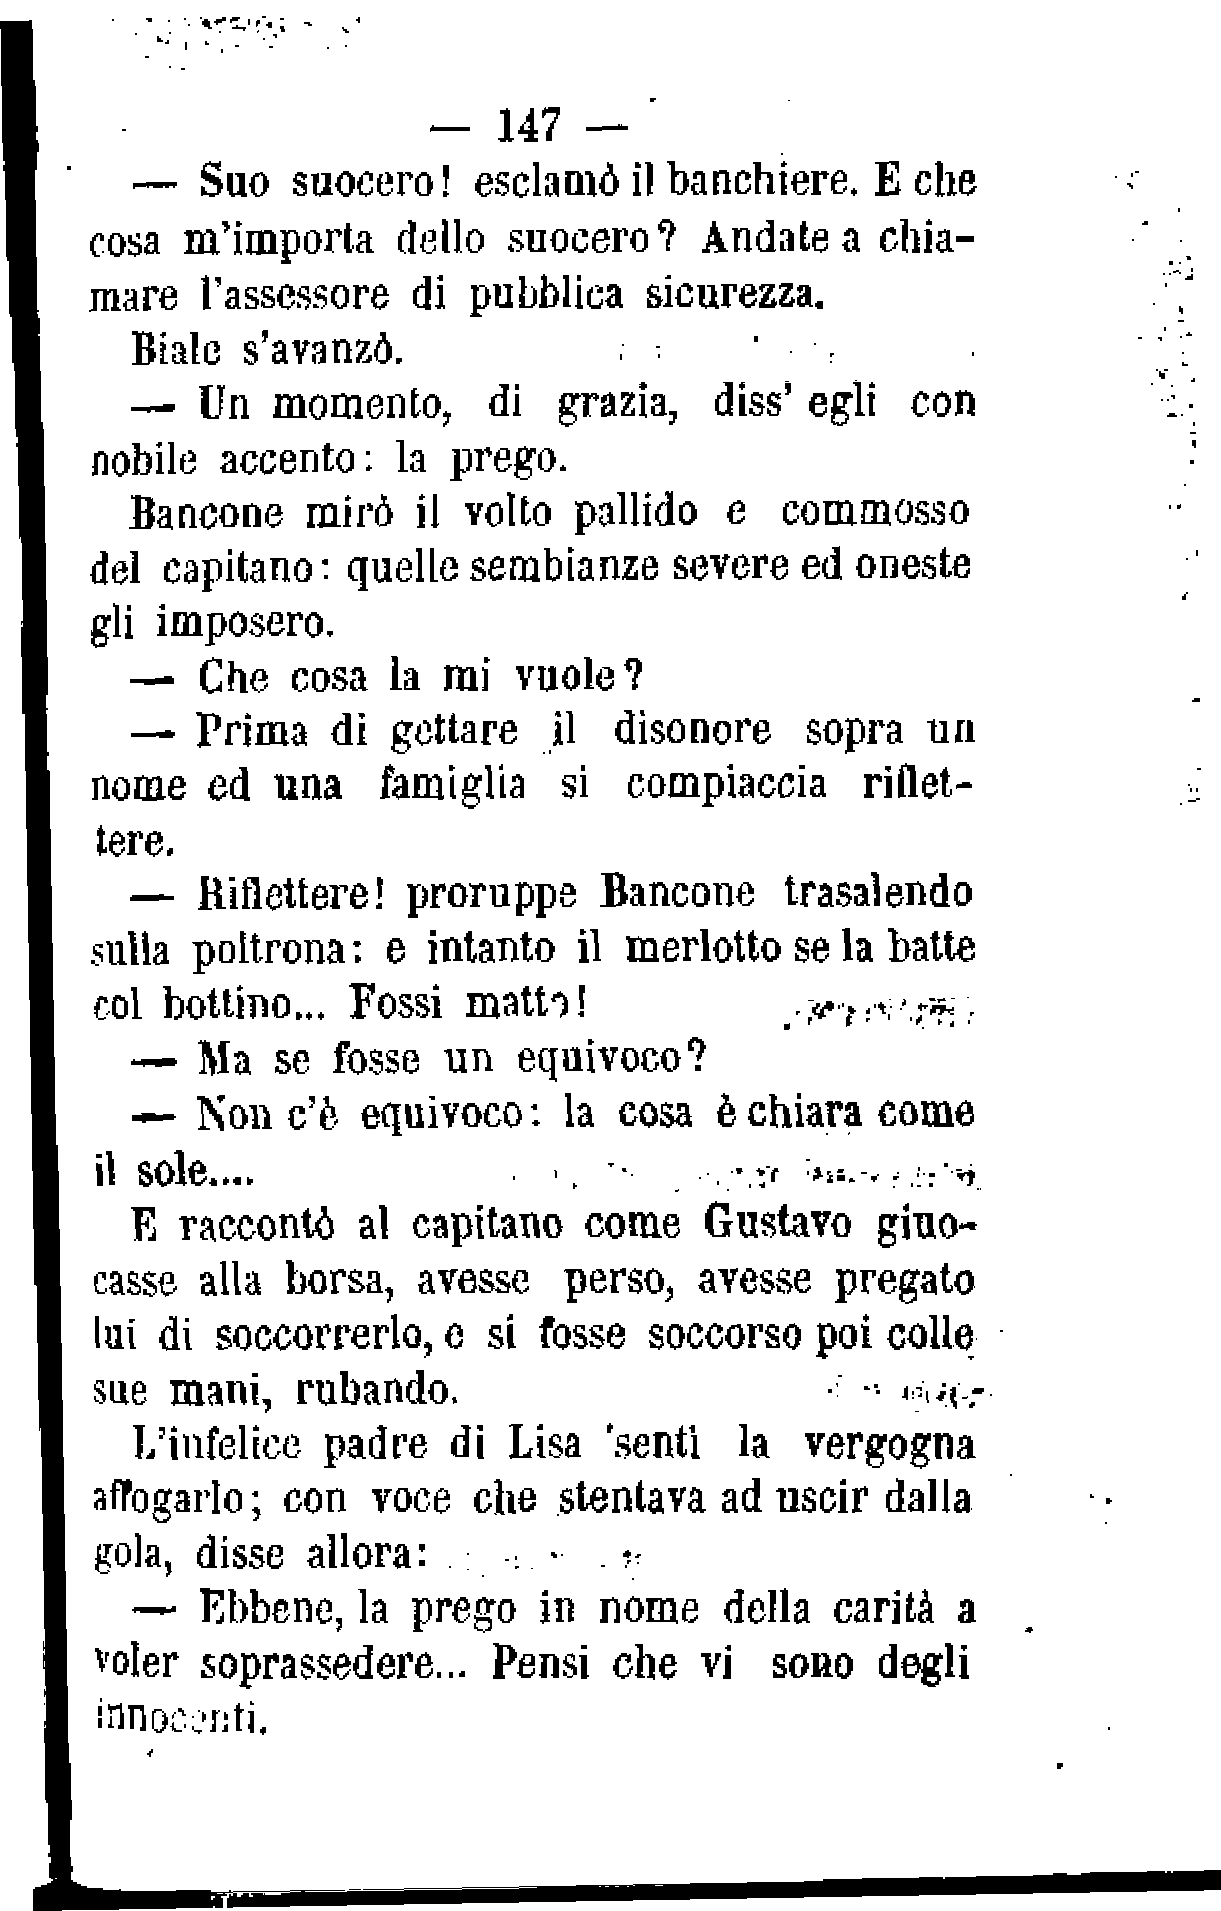 — 147 —
— Suo suocero! esclamò il banchiere. E che
cosa m'importa dello suocero? Andate a chia-
mare l'assessore di pubblica sicurezza.
Biale s'avanzò.
— Un momento, di grazia, diss' egli con
nobile accento: la prego.
Bancone mirò il volto pallido e commosso
del capitano: quelle sembianze severe ed oneste
gli imposero.
— Che cosa la mi vuole?
— Prima di gettare il disonore sopra un
nome ed una famiglia si compiaccia riflet-
tere.
— Riflettere! proruppe Bancone trasalendo
sulla poltrona: e intanto il merlotto se la batte
col bottino... Fossi matto!
— Ma se fosse un equivoco?
— Non c'è equivoco: la cosa è chiara come
il sole....
E raccontò al capitano come Gustavo giuo-
casse alla borsa, avesse perso, avesse pregato
lui di soccorrerlo, e si fosse soccorso poi colle
sue mani, rubando.
L'infelice padre di Lisa sentì la vergogna
affogarlo; con voce che stentava ad uscir dalla
gola, disse allora:
— Ebbene, la prego in nome della carità a
voler soprassedere... Pensi che vi sono degli
innocenti.